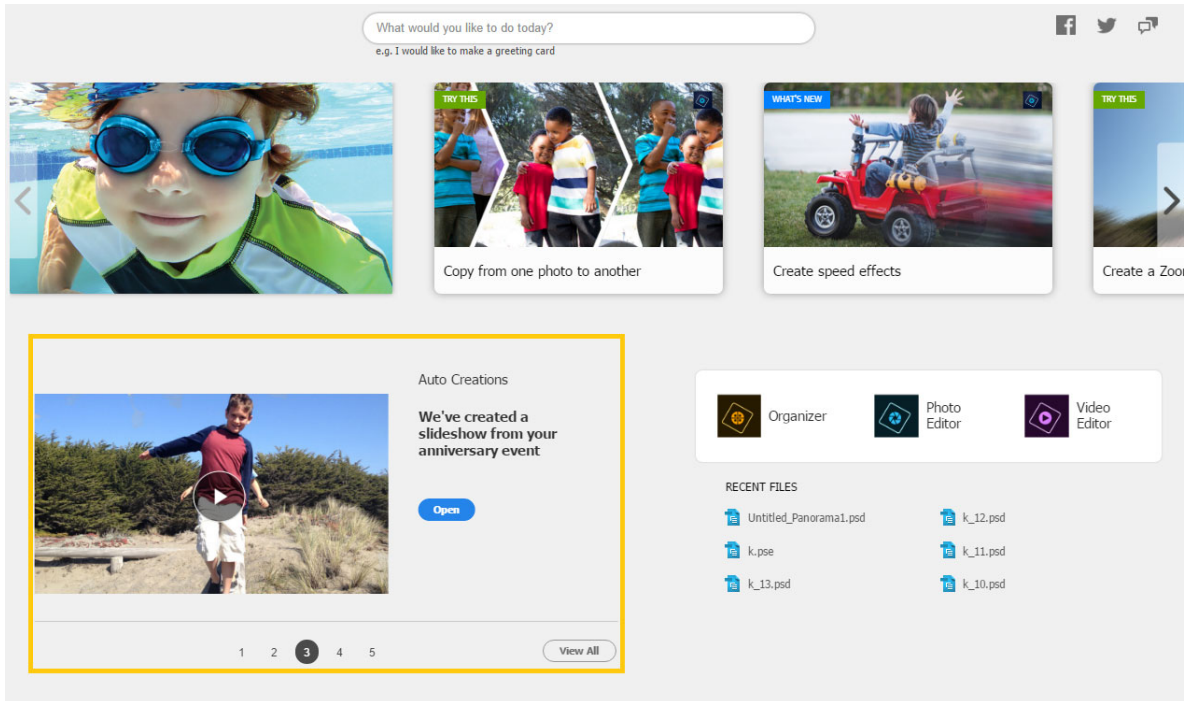 What would you like to do today?
e.g. I would like to make a greeting card
TRY THIS
WHAT'S NEW
TRY THIS
Copy from one photo to another
Create speed effects
Create a Zoo
Auto Creations
We've created a
slideshow from your
anniversary event
Open
1 2 3 4 5
View All
Organizer
Photo
Editor
Video
Editor
RECENT FILES
Untitled_Panorama1.psd
k_12.psd
k.pse
k_11.psd
k_13.psd
k_10.psd